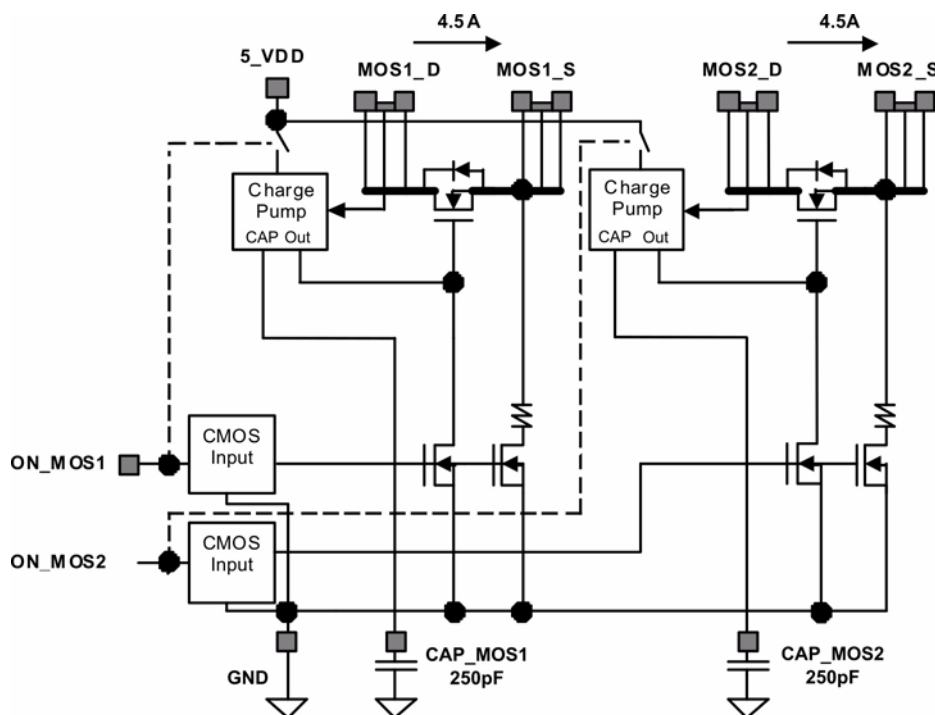 4.5A
4.5A
5_VDD
MOS1_D
MOS1_S
MOS2_D
MOS2_S
Charge
Pump
CAP Out
Charge
Pump
CAP Out
ON_MOS1
CMOS
Input
ON_MOS2
CMOS
Input
GND
CAP_MOS1
250pF
CAP_MOS2
250pF